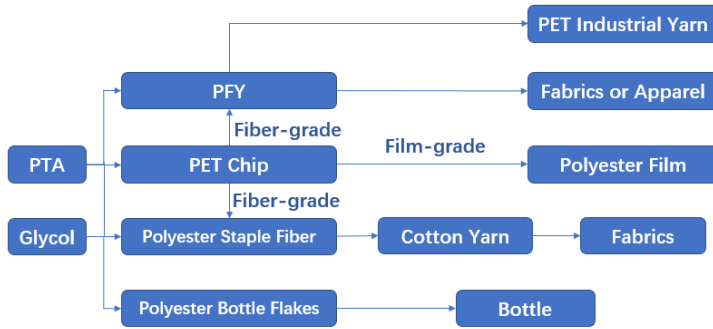 PET Industrial Yarn
PFY
Fabrics or Apparel
Fiber-grade
PTA
PET Chip
Film-grade
Polyester Film
Fiber-grade
Glycol
Polyester Staple Fiber
Cotton Yarn
Fabrics
Polyester Bottle Flakes
Bottle